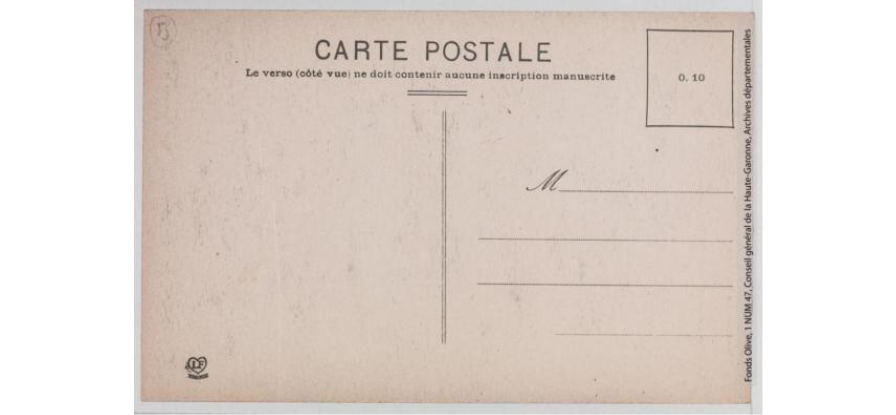 CARTE POSTALE
Le verso (côté vue) ne doit contenir aucune inscription manuscrite
0. 10
M
Fonds Olive, 1 NUM 47, Conseil général de la Haute-Garonne, Archives départementales